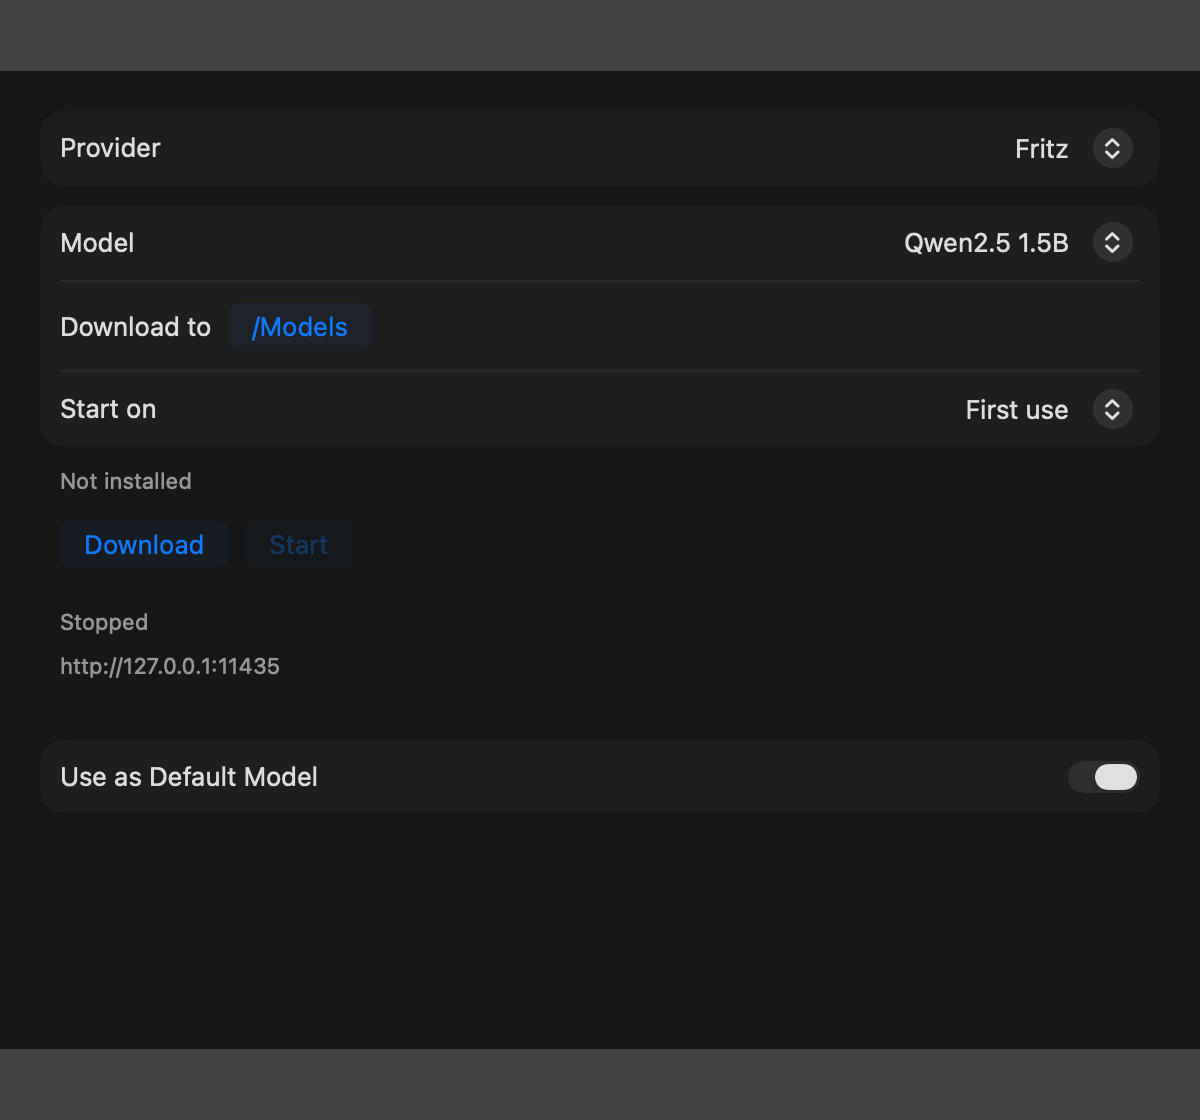 Provider Fritz
Model Qwen2.5 1.5B
Download to /Models
Start on First use
Not installed
Download Start
Stopped
http://127.0.0.1:11435
Use as Default Model